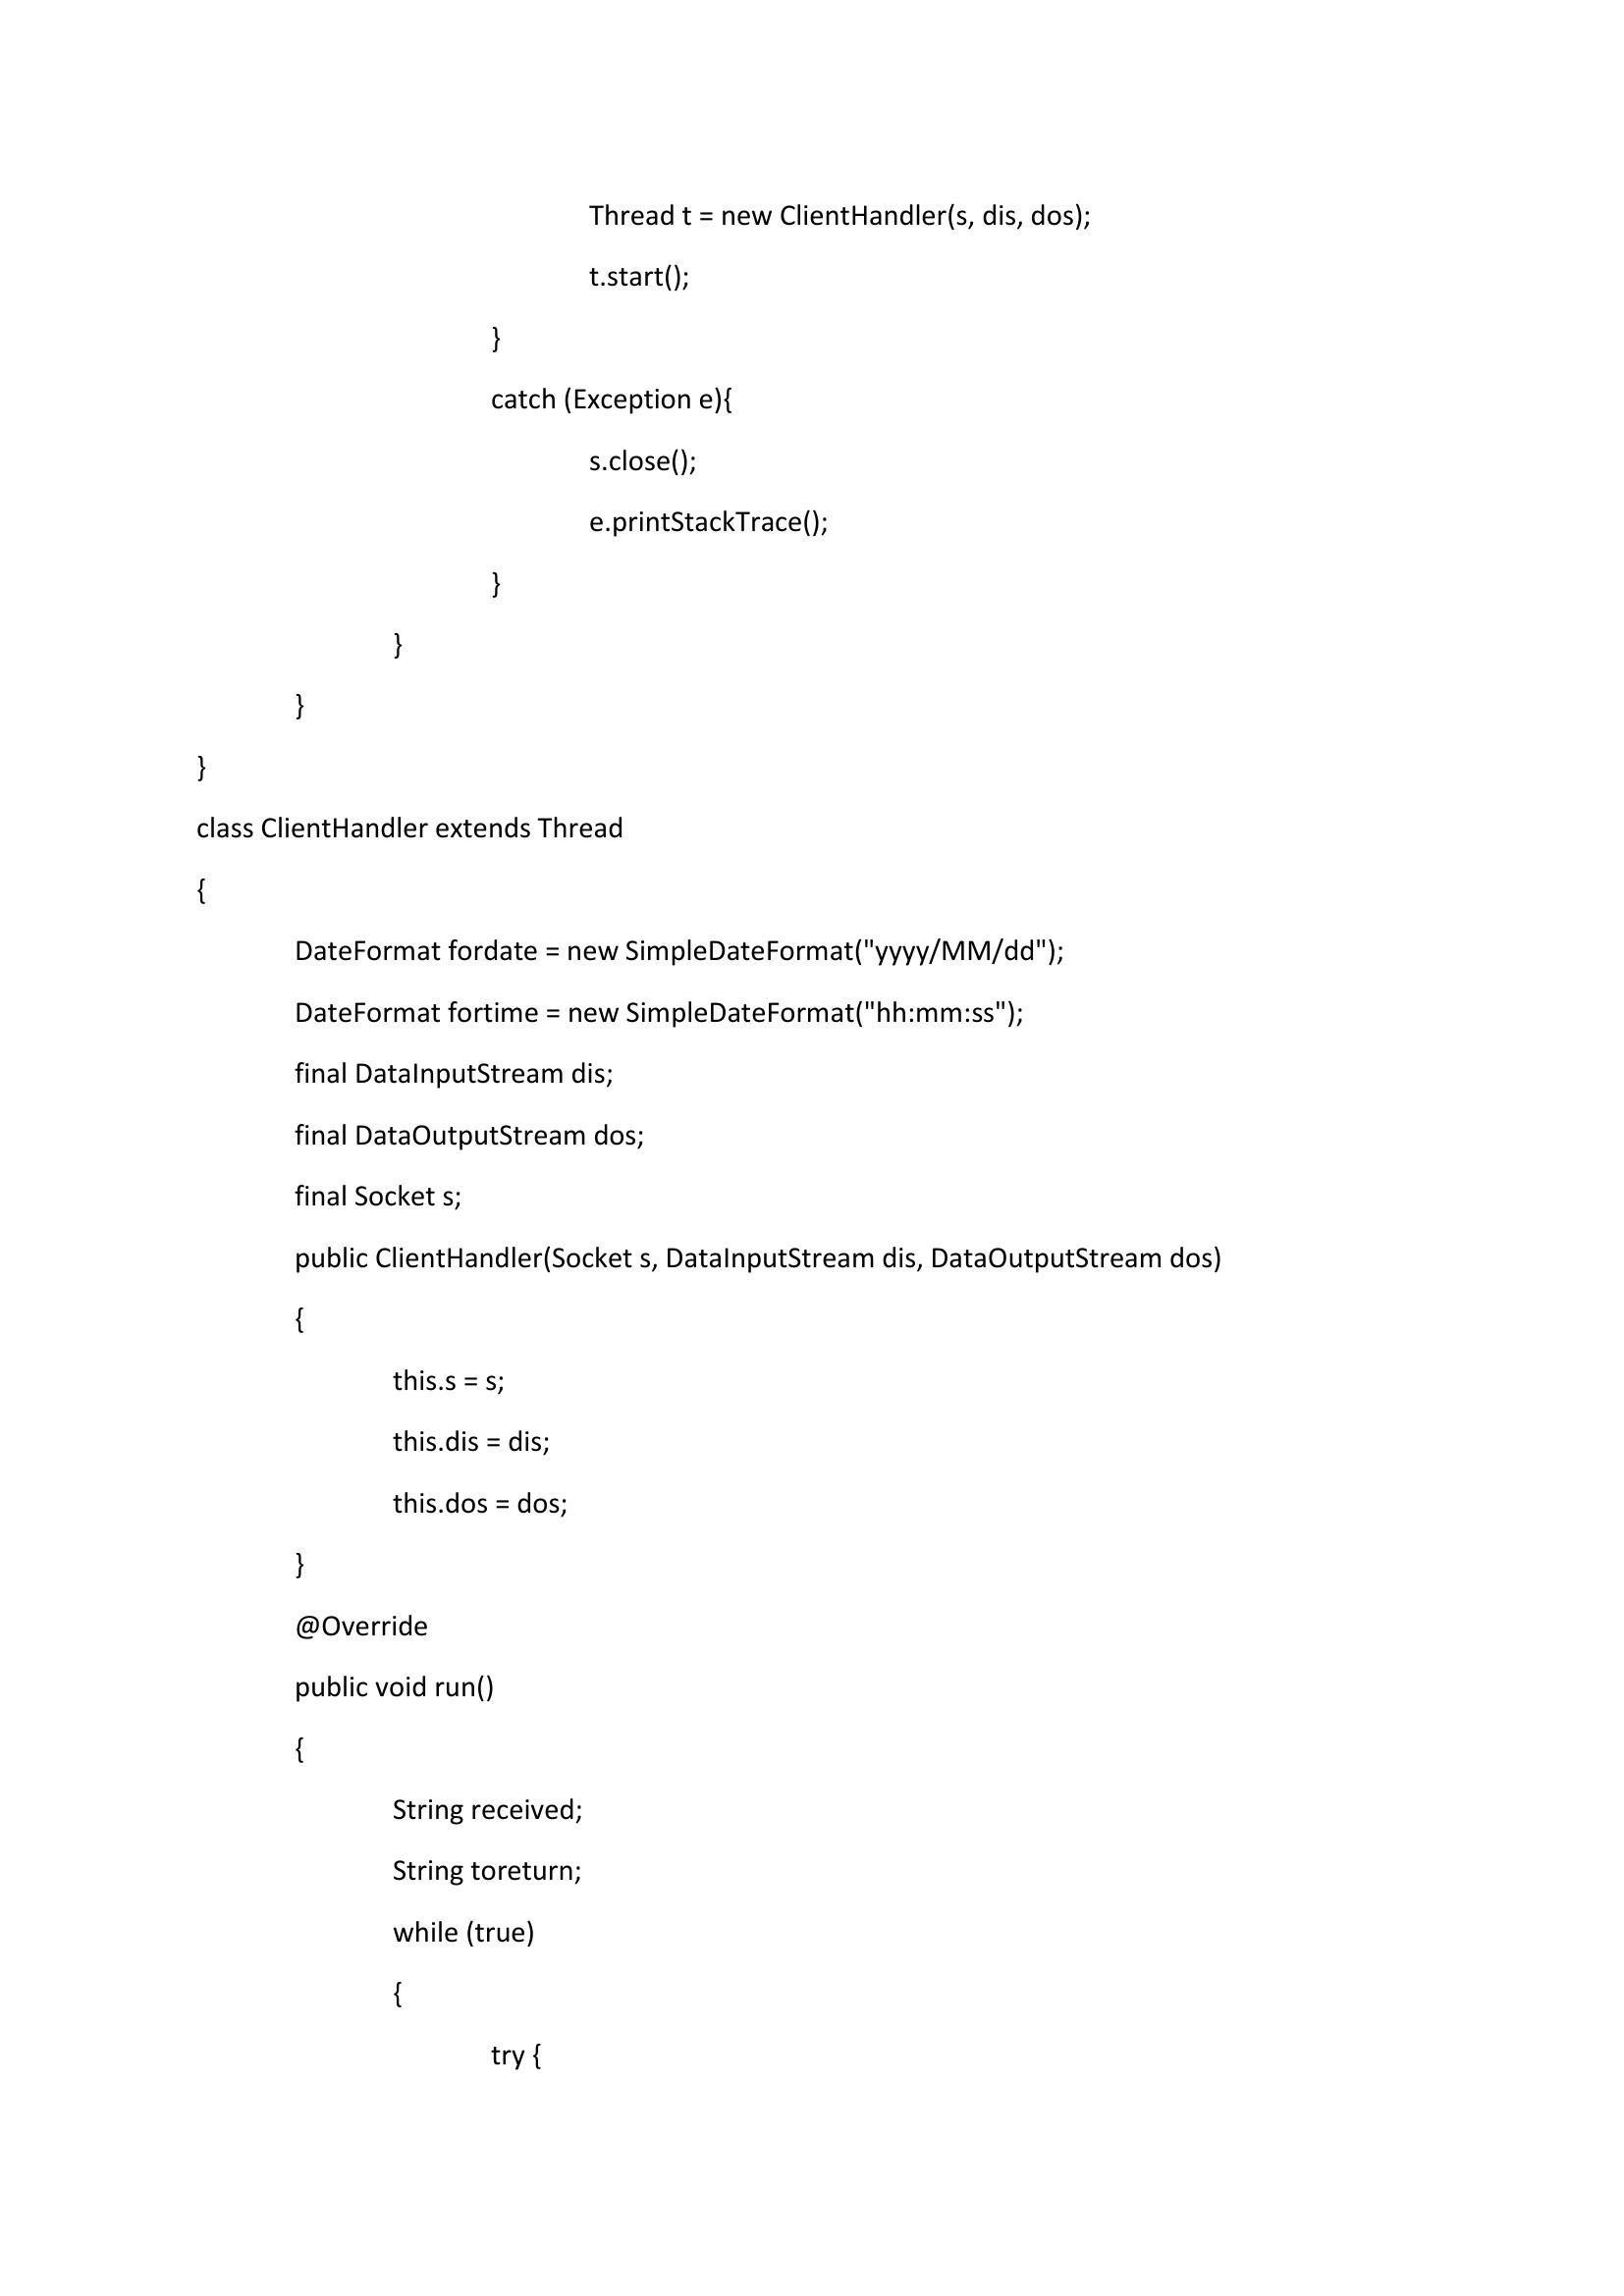 Thread t = new ClientHandler(s, dis, dos);
t.start();
}
catch (Exception e){
s.close();
e.printStackTrace();
}
}
}
}
class ClientHandler extends Thread
{
DateFormat fordate = new SimpleDateFormat("yyyy/MM/dd");
DateFormat fortime = new SimpleDateFormat("hh:mm:ss");
final DataInputStream dis;
final DataOutputStream dos;
final Socket s;
public ClientHandler(Socket s, DataInputStream dis, DataOutputStream dos)
{
this.s = s;
this.dis = dis;
this.dos = dos;
}
@Override
public void run()
{
String received;
String toreturn;
while (true)
{
try {